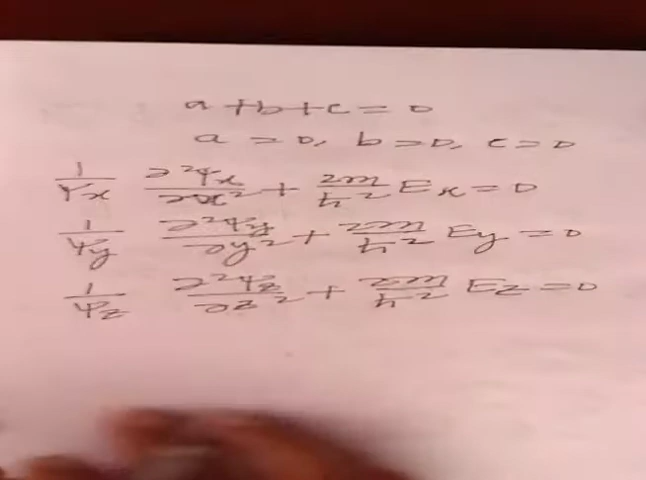 a + b + c = 0
a = 0, b = 0, c = 0
1/Ψx ∂²Ψx/∂x² + 2m/ħ² Ex = 0
1/Ψy ∂²Ψy/∂y² + 2m/ħ² Ey = 0
1/Ψz ∂²Ψz/∂z² + 2m/ħ² Ez = 0